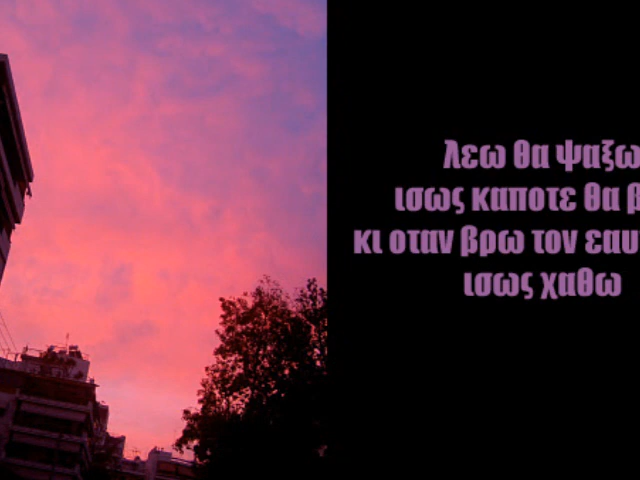 λεω θα ψαξω
ισως καποτε θα
κι οταν βρω τον
ισως χαθω